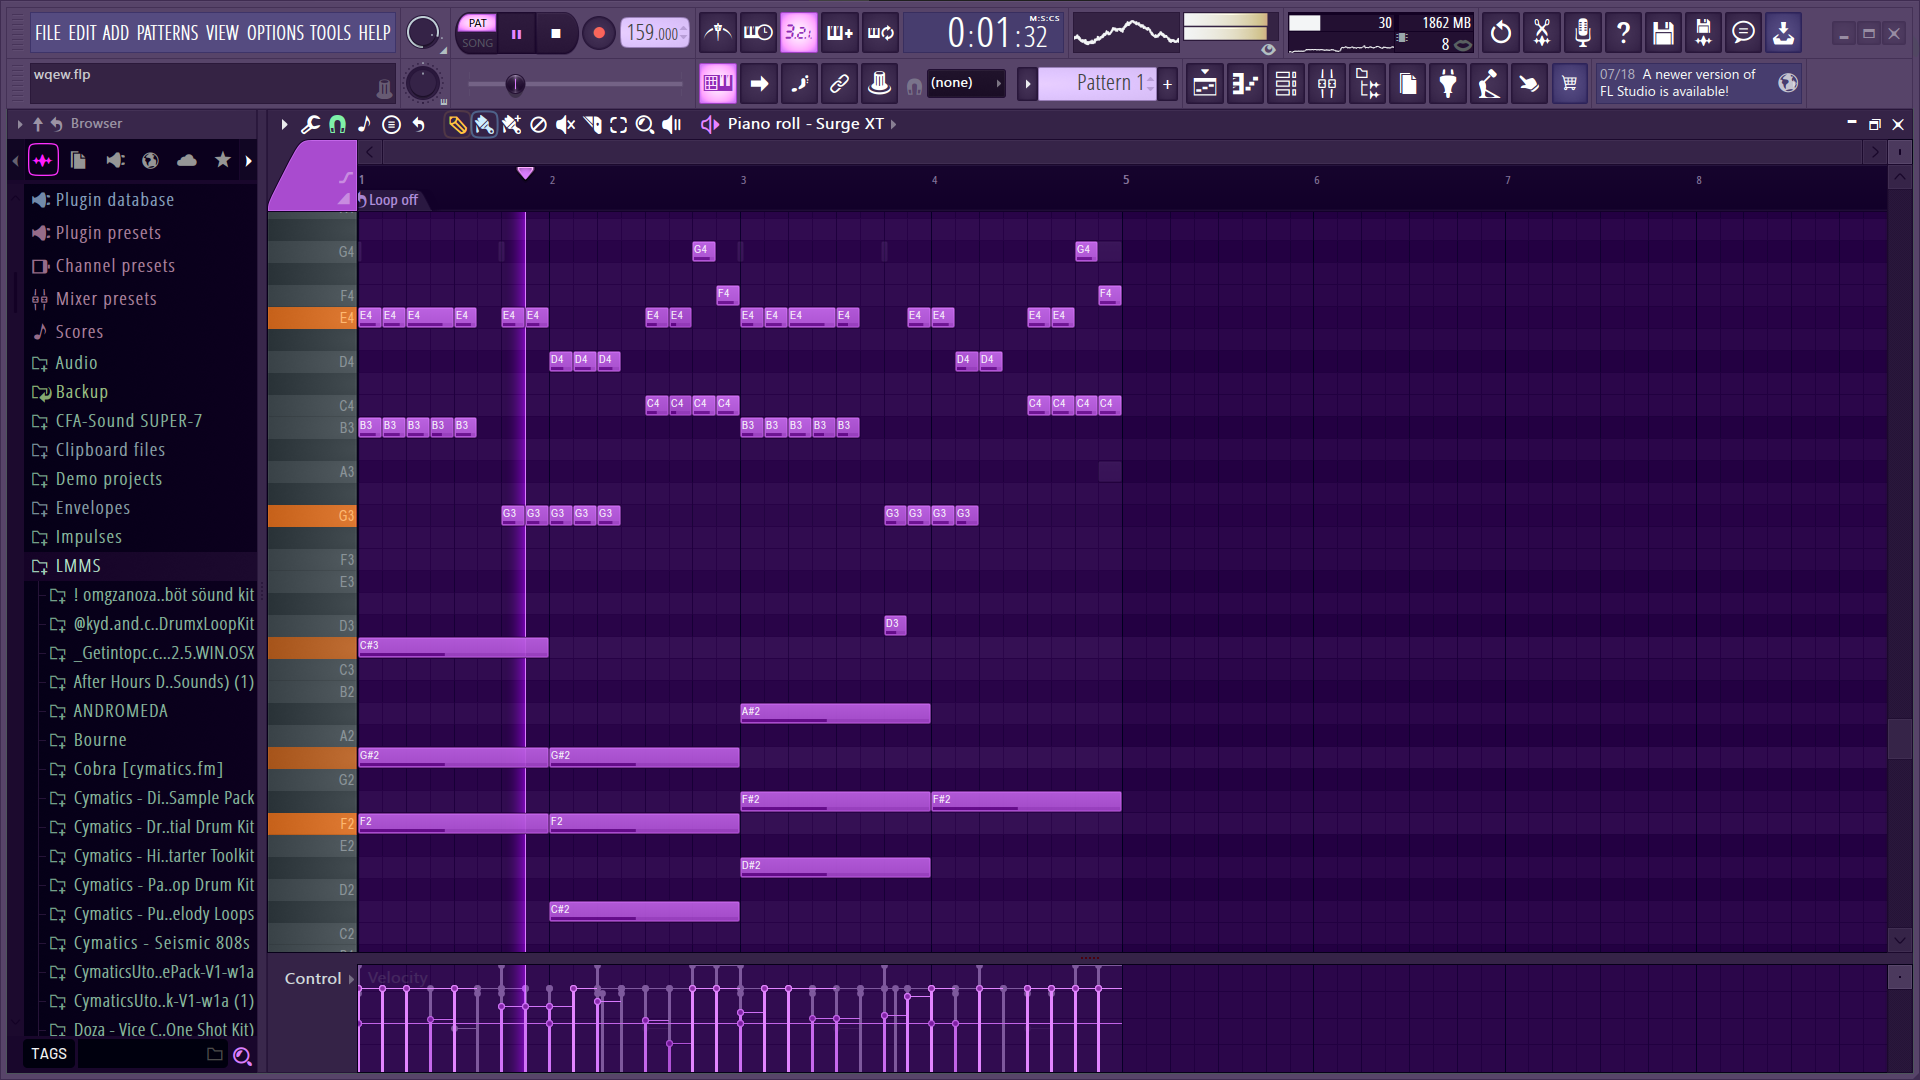 FILE EDIT ADD PATTERNS VIEW OPTIONS TOOLS HELP
PAT
SONG
159.000
3.2.1
0:01:32
M:S:CS
30
1862 MB
8
wqew.flp
(none)
Pattern 1
07/18 A newer version of
FL Studio is available!
Browser
Piano roll - Surge XT
1
2
3
4
5
6
7
8
Loop off
Plugin database
Plugin presets
Channel presets
Mixer presets
Scores
Audio
Backup
CFA-Sound SUPER-7
Clipboard files
Demo projects
Envelopes
Impulses
LMMS
! omgzanoza..böt söund kit
@kyd.and.c..DrumxLoopKit
_Getintopc.c...2.5.WIN.OSX
After Hours D..Sounds) (1)
ANDROMEDA
Bourne
Cobra [cymatics.fm]
Cymatics - Di..Sample Pack
Cymatics - Dr..tial Drum Kit
Cymatics - Hi..tarter Toolkit
Cymatics - Pa..op Drum Kit
Cymatics - Pu..elody Loops
Cymatics - Seismic 808s
CymaticsUto..ePack-V1-w1a
CymaticsUto..k-V1-w1a (1)
Doza - Vice C..One Shot Kit)
TAGS
G4 G4 G4
F4 F4 F4
E4 E4 E4 E4 E4 E4 E4 E4 E4 E4 E4 E4 E4 E4 E4 E4 E4
D4 D4 D4 D4 D4 D4
C4 C4 C4 C4 C4 C4 C4 C4 C4
B3 B3 B3 B3 B3 B3 B3 B3 B3 B3 B3
A3
G3 G3 G3 G3 G3 G3 G3 G3 G3 G3
F3
E3
D3 D3
C#3
C3
B2
A#2
A2
G#2 G#2
G2
F#2 F#2
F2 F2 F2
E2
D#2
D2
C#2
C2
Control
Velocity